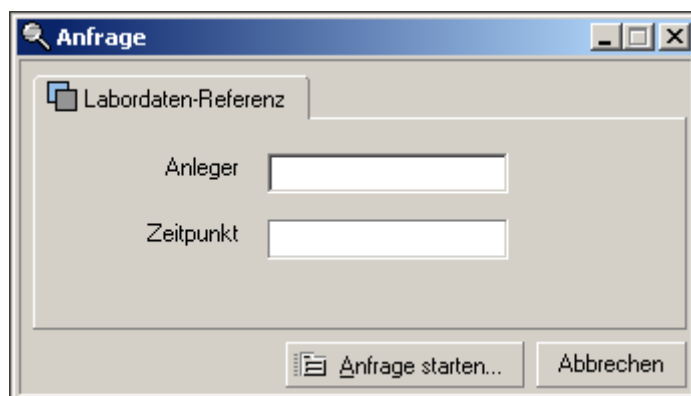 Anfrage
Labordaten-Referenz
Anleger
Zeitpunkt
Anfrage starten...
Abbrechen